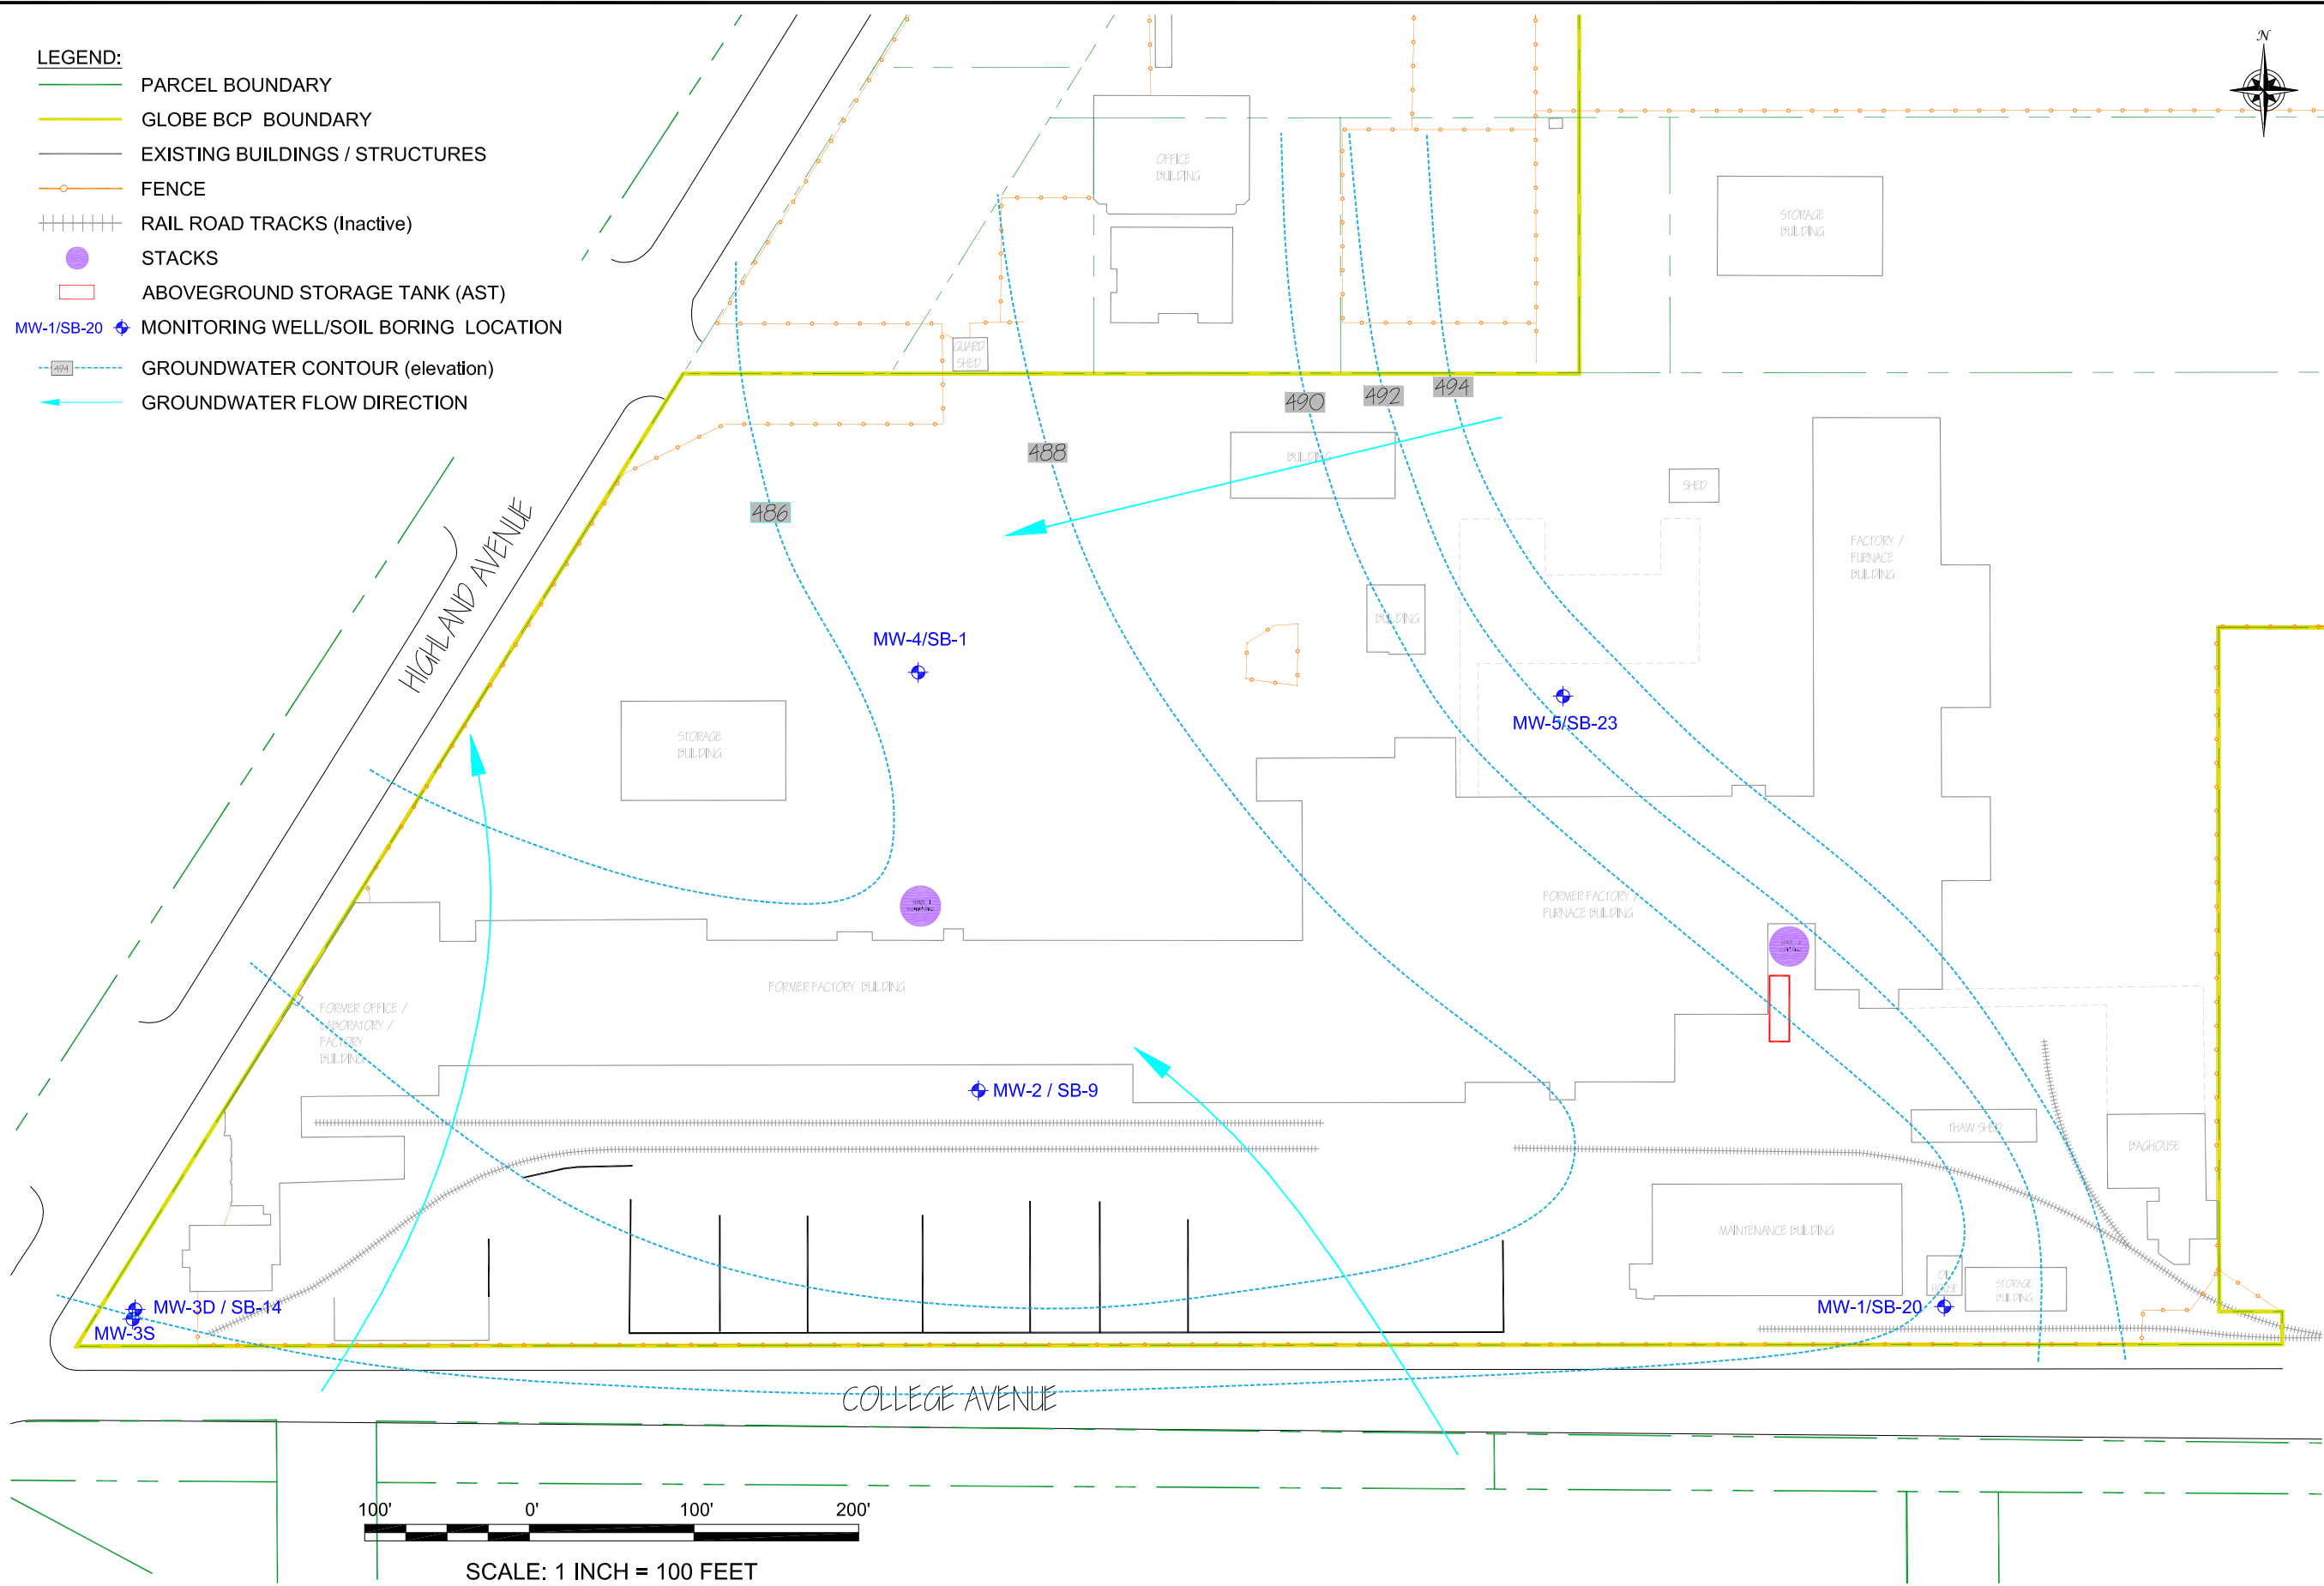 LEGEND:
PARCEL BOUNDARY
GLOBE BCP BOUNDARY
EXISTING BUILDINGS / STRUCTURES
FENCE
RAIL ROAD TRACKS (Inactive)
STACKS
ABOVEGROUND STORAGE TANK (AST)
MW-1/SB-20
MONITORING WELL/SOIL BORING LOCATION
494
GROUNDWATER CONTOUR (elevation)
GROUNDWATER FLOW DIRECTION
N
OFFICE
BUILDING
STORAGE
BUILDING
GUARD
SHED
490
492
494
488
486
BUILDING
SHED
FACTORY /
FURNACE
BUILDING
HIGHLAND AVENUE
BUILDING
MW-4/SB-1
MW-5/SB-23
STORAGE
BUILDING
FORMER FACTORY /
FURNACE BUILDING
FORMER FACTORY BUILDING
FORMER OFFICE /
LABORATORY /
FACTORY
BUILDING
MW-2 / SB-9
THAW SHED
BAGHOUSE
MAINTENANCE BUILDING
OIL
HOUSE
STORAGE
BUILDING
MW-1/SB-20
MW-3D / SB-14
MW-3S
COLLEGE AVENUE
100' 0' 100' 200'
SCALE: 1 INCH = 100 FEET